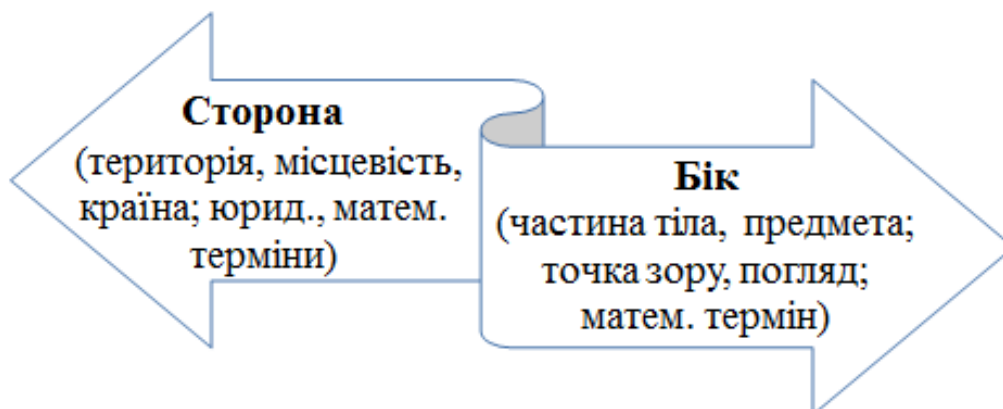 Сторона
(територія, місцевість,
країна; юрид., матем.
терміни)
Бік
(частина тіла, предмета;
точка зору, погляд;
матем. термін)